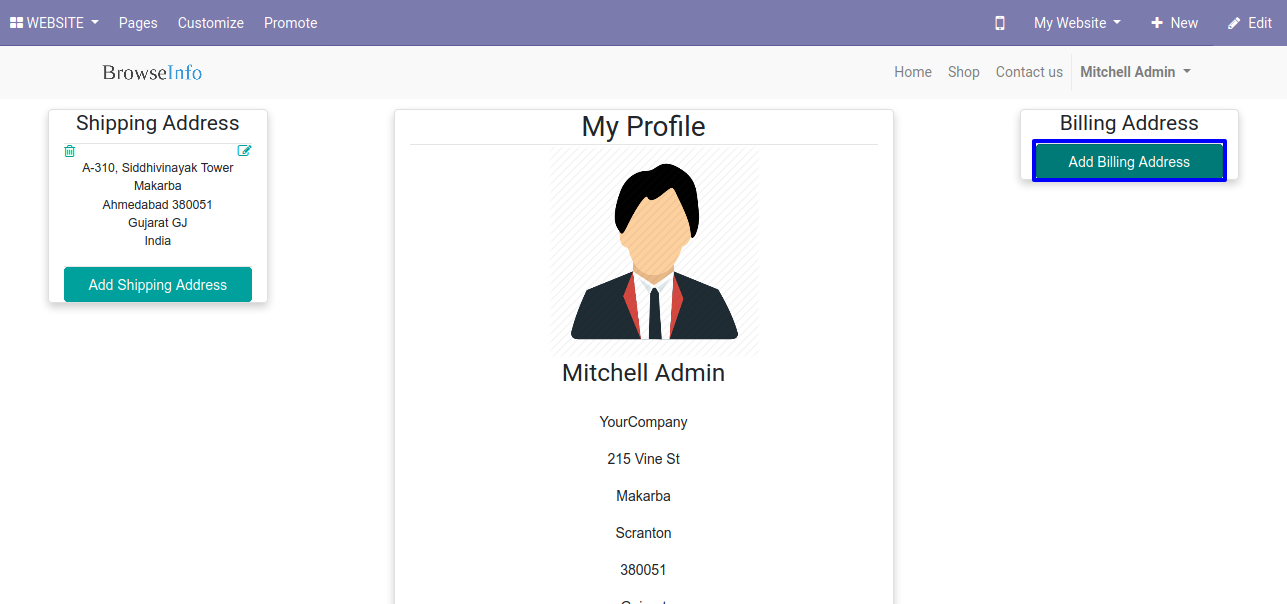 WEBSITE Pages Customize Promote My Website New Edit
BrowseInfo Home Shop Contact us Mitchell Admin
Shipping Address
A-310, Siddhivinayak Tower
Makarba
Ahmedabad 380051
Gujarat GJ
India
Add Shipping Address
My Profile
Mitchell Admin
YourCompany
215 Vine St
Makarba
Scranton
380051
Billing Address
Add Billing Address